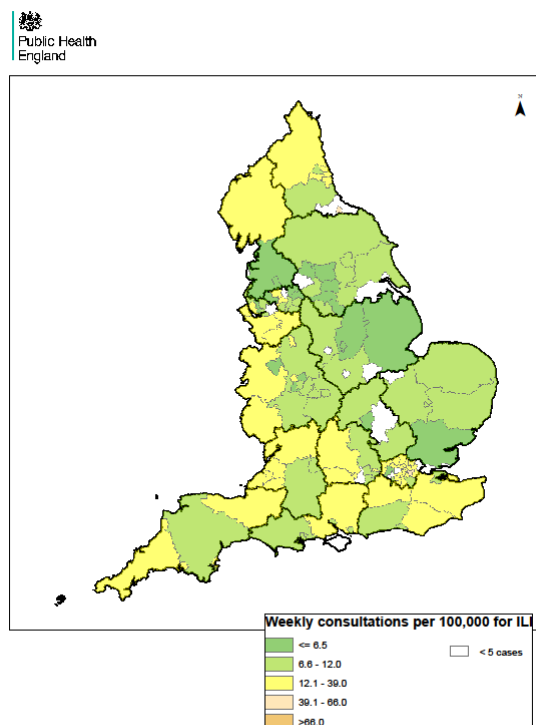 Public Health
England
N
Weekly consultations per 100,000 for ILI
<= 6.5
6.6 - 12.0
12.1 - 39.0
39.1 - 66.0
>66.0
< 5 cases